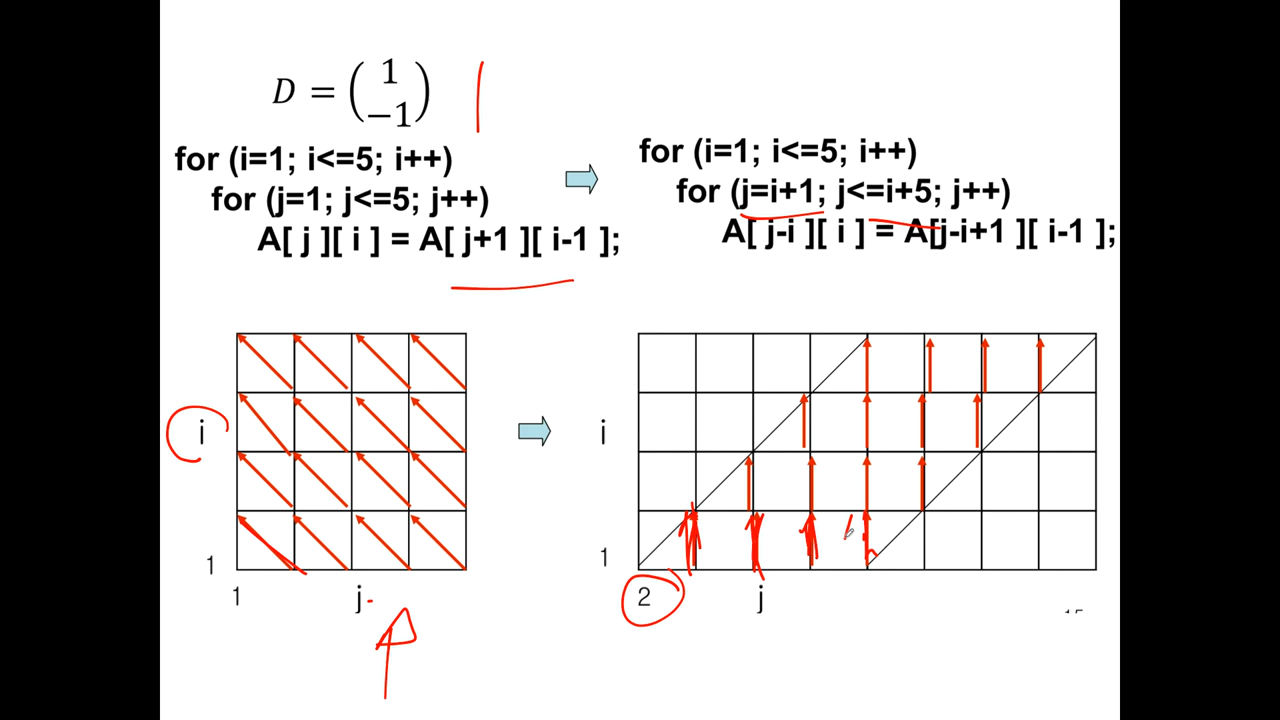 D = ( 1
-1 )
for (i=1; i<=5; i++)
for (j=1; j<=5; j++)
A[ j ][ i ] = A[ j+1 ][ i-1 ];
for (i=1; i<=5; i++)
for (j=i+1; j<=i+5; j++)
A[ j-i ][ i ] = A[j-i+1 ][ i-1 ];
i
1
1
j
i
1
2
j